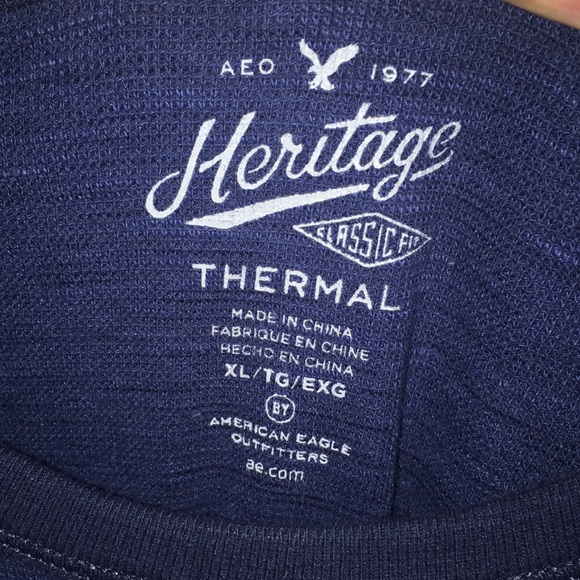 AEO 1977
Heritage
CLASSIC FIT
THERMAL
MADE IN CHINA
FABRIQUE EN CHINE
HECHO EN CHINA
XL/TG/EXG
BY
AMERICAN EAGLE
OUTFITTERS
ae.com